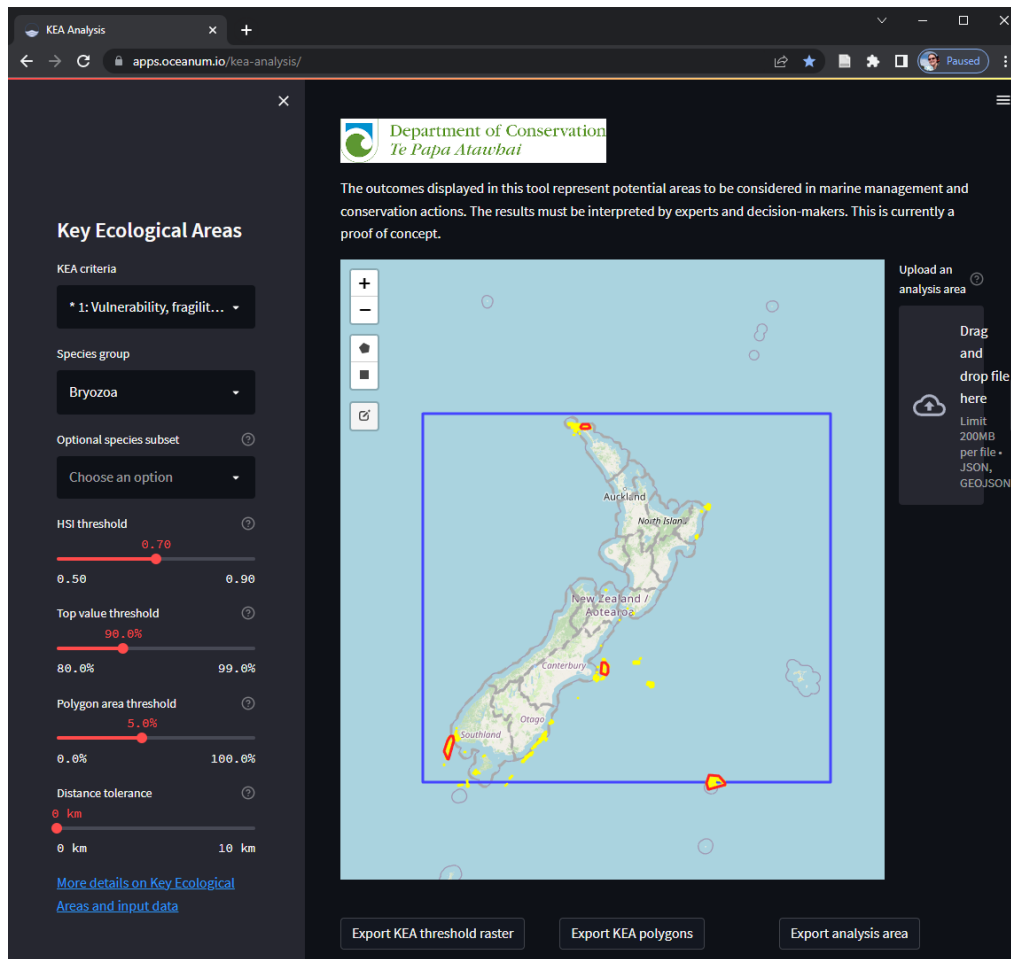 KEA Analysis
apps.oceanum.io/kea-analysis/
Paused
Department of Conservation
Te Papa Atawhai
The outcomes displayed in this tool represent potential areas to be considered in marine management and
conservation actions. The results must be interpreted by experts and decision-makers. This is currently a
proof of concept.
Key Ecological Areas
KEA criteria
* 1: Vulnerability, fragilit...
Species group
Bryozoa
Optional species subset
Choose an option
HSI threshold
0.70
0.50 0.90
Top value threshold
90.0%
80.0% 99.0%
Polygon area threshold
5.0%
0.0% 100.0%
Distance tolerance
0 km
0 km 10 km
More details on Key Ecological
Areas and input data
+
−
Auckland
North Island
New Zealand /
Aotearoa
Canterbury
Otago
Southland
Upload an
analysis area
Drag
and
drop file
here
Limit
200MB
per file •
JSON,
GEOJSON
Export KEA threshold raster
Export KEA polygons
Export analysis area